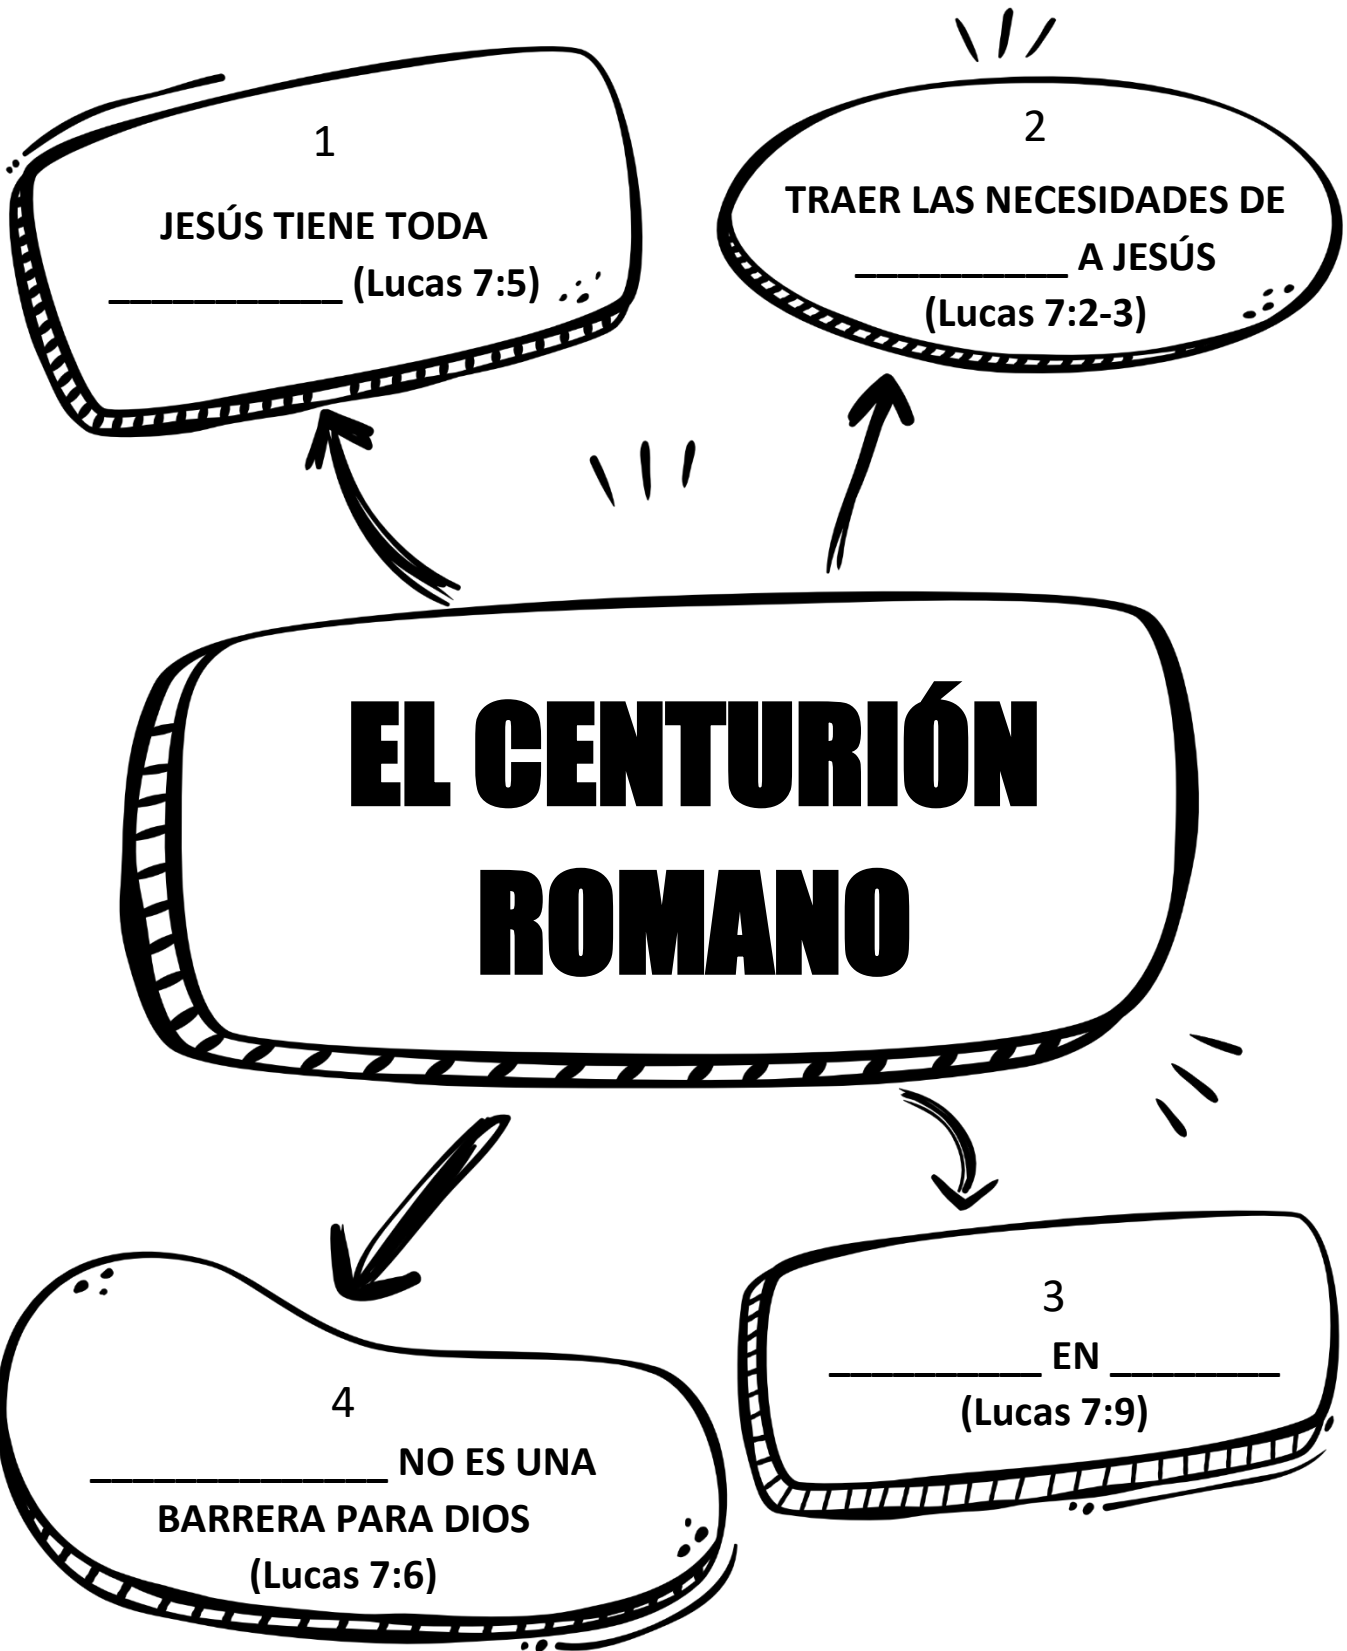 1
JESÚS TIENE TODA
___________ (Lucas 7:5)
2
TRAER LAS NECESIDADES DE
__________ A JESÚS
(Lucas 7:2-3)
EL CENTURIÓN
ROMANO
3
__________ EN ________
(Lucas 7:9)
4
______________ NO ES UNA
BARRERA PARA DIOS
(Lucas 7:6)